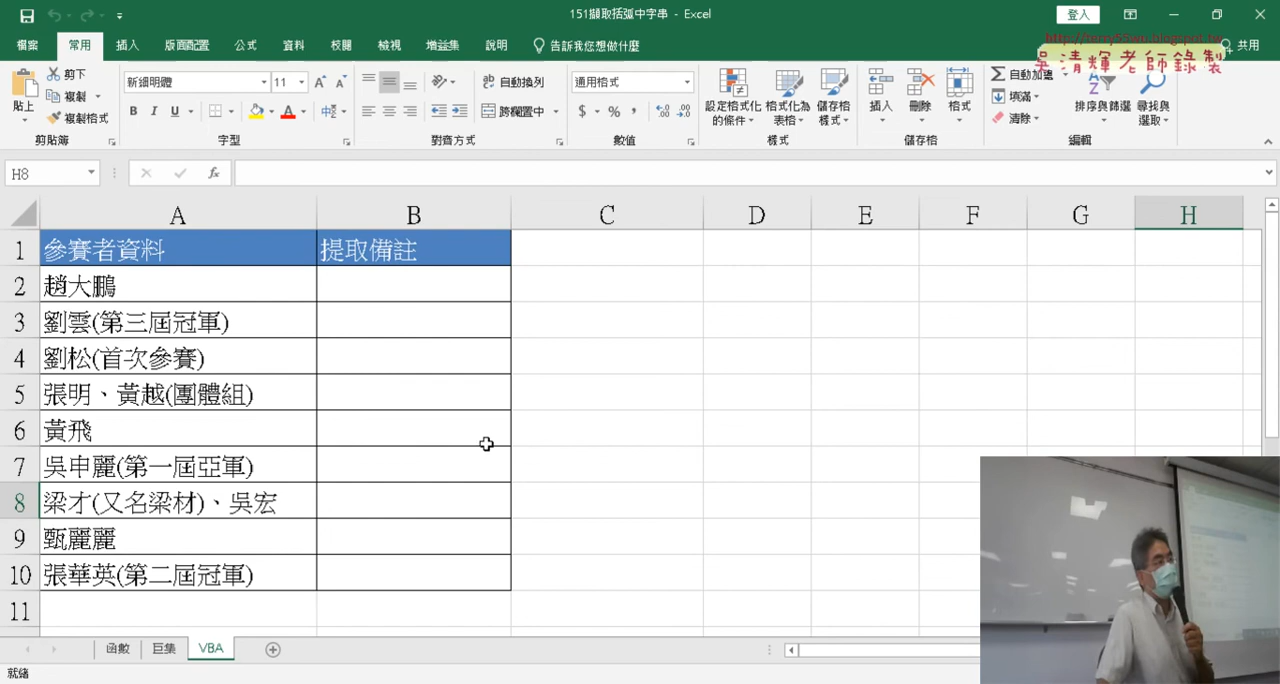 151擷取括弧中字串 - Excel
登入
http://terry55wu.blogspot.tw
吳清輝老師錄製
檔案 常用 插入 版面配置 公式 資料 校閱 檢視 增益集 說明 告訴我您想做什麼 共用
貼上 剪下 複製 複製格式 剪貼簿
新細明體 11 B I U A 字型
自動換列 跨欄置中 對齊方式
通用格式 $ % 數值
設定格式化的條件 格式化為表格 儲存格樣式 樣式
插入 刪除 格式 儲存格
自動加總 填滿 清除 排序與篩選 尋找與選取 編輯
H8 fx
A B C D E F G H
1 參賽者資料 提取備註
2 趙大鵬
3 劉雲(第三屆冠軍)
4 劉松(首次參賽)
5 張明、黃越(團體組)
6 黃飛
7 吳申麗(第一屆亞軍)
8 梁才(又名梁材)、吳宏
9 甄麗麗
10 張華英(第二屆冠軍)
11
函數 巨集 VBA
就緒